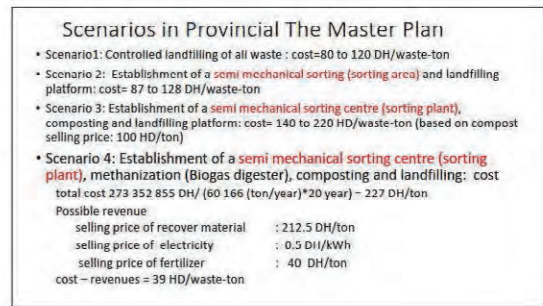 Scenarios in Provincial The Master Plan
• Scenario1: Controlled landfilling of all waste : cost=80 to 120 DH/waste-ton
• Scenario 2: Establishment of a semi mechanical sorting (sorting area) and landfilling
platform: cost= 87 to 128 DH/waste-ton
• Scenario 3: Establishment of a semi mechanical sorting centre (sorting plant),
composting and landfilling platform: cost= 140 to 220 HD/waste-ton (based on compost
selling price: 100 HD/ton)
• Scenario 4: Establishment of a semi mechanical sorting centre (sorting
plant), methanization (Biogas digester), composting and landfilling: cost
total cost 273 352 855 DH/ (60 166 (ton/year)*20 year) = 227 DH/ton
Possible revenue
selling price of recover material : 212.5 DH/ton
selling price of electricity : 0.5 DH/kWh
selling price of fertilizer : 40 DH/ton
cost – revenues = 39 HD/waste-ton